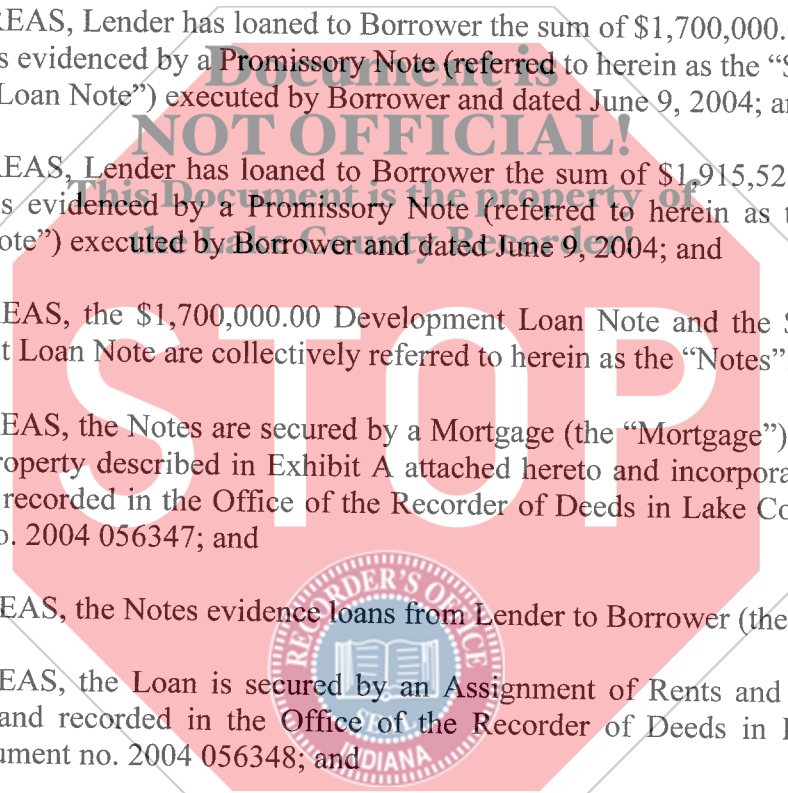 REAS, Lender has loaned to Borrower the sum of $1,700,000.
s evidenced by a Promissory Note (referred to herein as the “S
Loan Note”) executed by Borrower and dated June 9, 2004; an
REAS, Lender has loaned to Borrower the sum of $1,915,52
s evidenced by a Promissory Note (referred to herein as t
ote”) executed by Borrower and dated June 9, 2004; and
EAS, the $1,700,000.00 Development Loan Note and the S
t Loan Note are collectively referred to herein as the “Notes”
EAS, the Notes are secured by a Mortgage (the “Mortgage”)
roperty described in Exhibit A attached hereto and incorpora
recorded in the Office of the Recorder of Deeds in Lake Co
o. 2004 056347; and
EAS, the Notes evidence loans from Lender to Borrower (the
EAS, the Loan is secured by an Assignment of Rents and
and recorded in the Office of the Recorder of Deeds in L
ument no. 2004 056348; and
Document is
NOT OFFICIAL!
This Document is the property of
the Lake County Recorder!
STOP
RECORDER'S OFFICE
SEAL
INDIANA